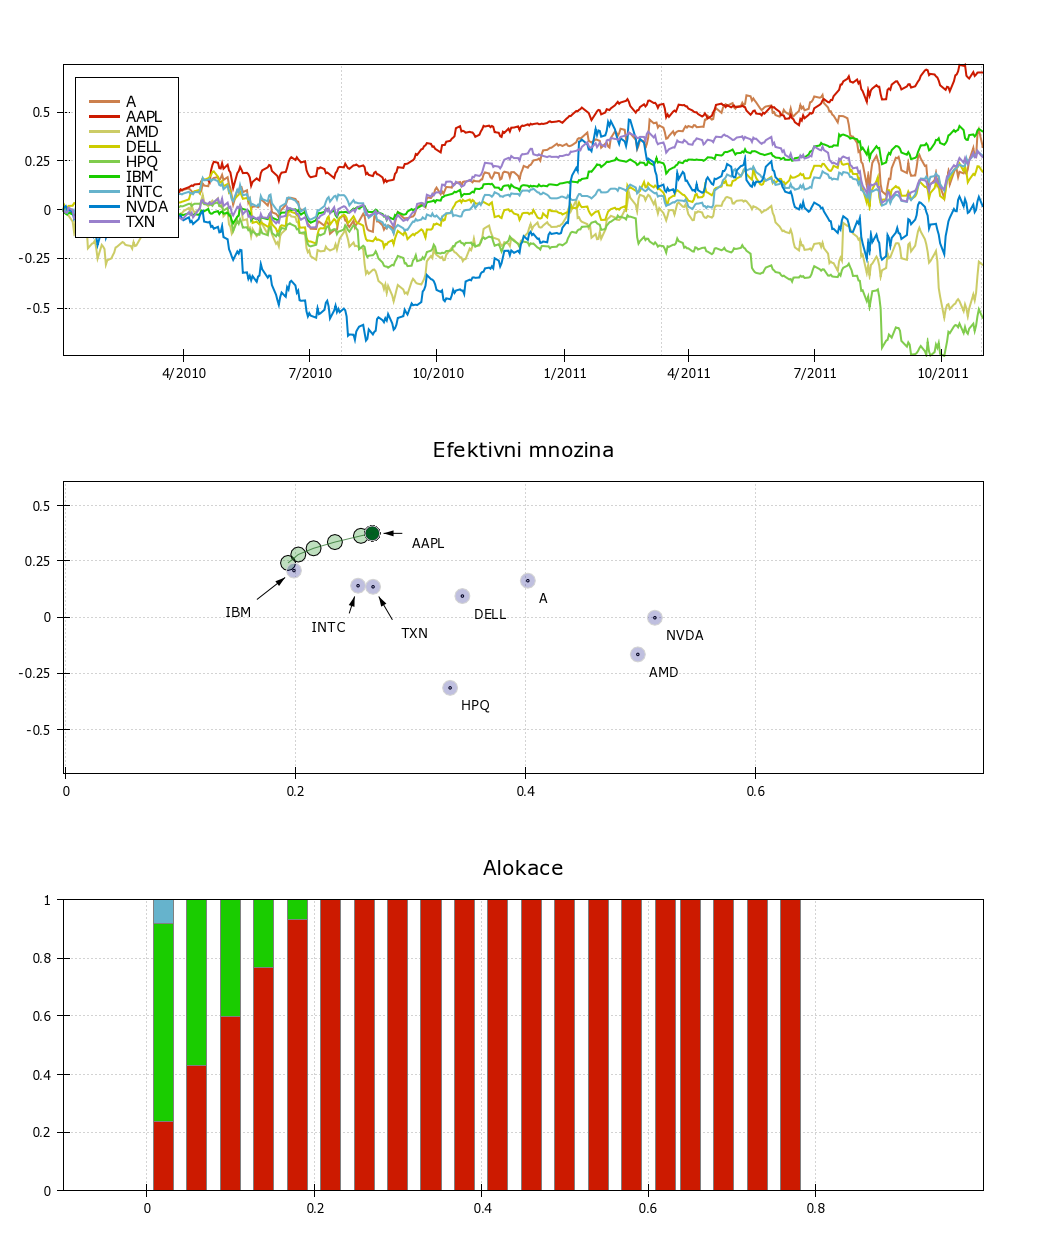 0.5
0.25
0
-0.25
-0.5
A
AAPL
AMD
DELL
HPQ
IBM
INTC
NVDA
TXN
4/2010 7/2010 10/2010 1/2011 4/2011 7/2011 10/2011
Efektivni mnozina
0.5
0.25
0
-0.25
-0.5
AAPL
IBM
INTC
TXN
DELL
A
NVDA
AMD
HPQ
0 0.2 0.4 0.6
Alokace
1
0.8
0.6
0.4
0.2
0
0 0.2 0.4 0.6 0.8